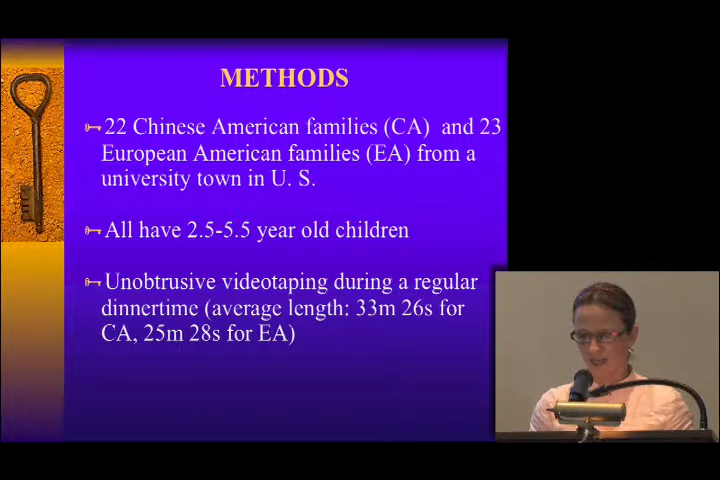 METHODS
22 Chinese American families (CA) and 23
European American families (EA) from a
university town in U. S.
All have 2.5-5.5 year old children
Unobtrusive videotaping during a regular
dinnertime (average length: 33m 26s for
CA, 25m 28s for EA)